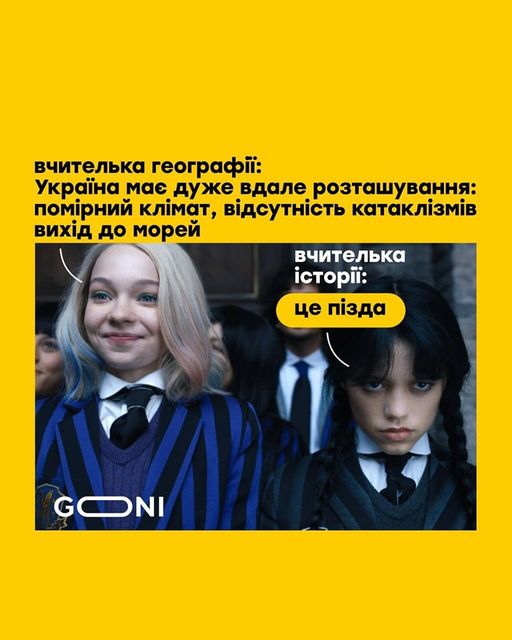 вчителька географії:
Україна має дуже вдале розташування:
помірний клімат, відсутність катаклізмів
вихід до морей
вчителька
історії:
це пізда
GOONI